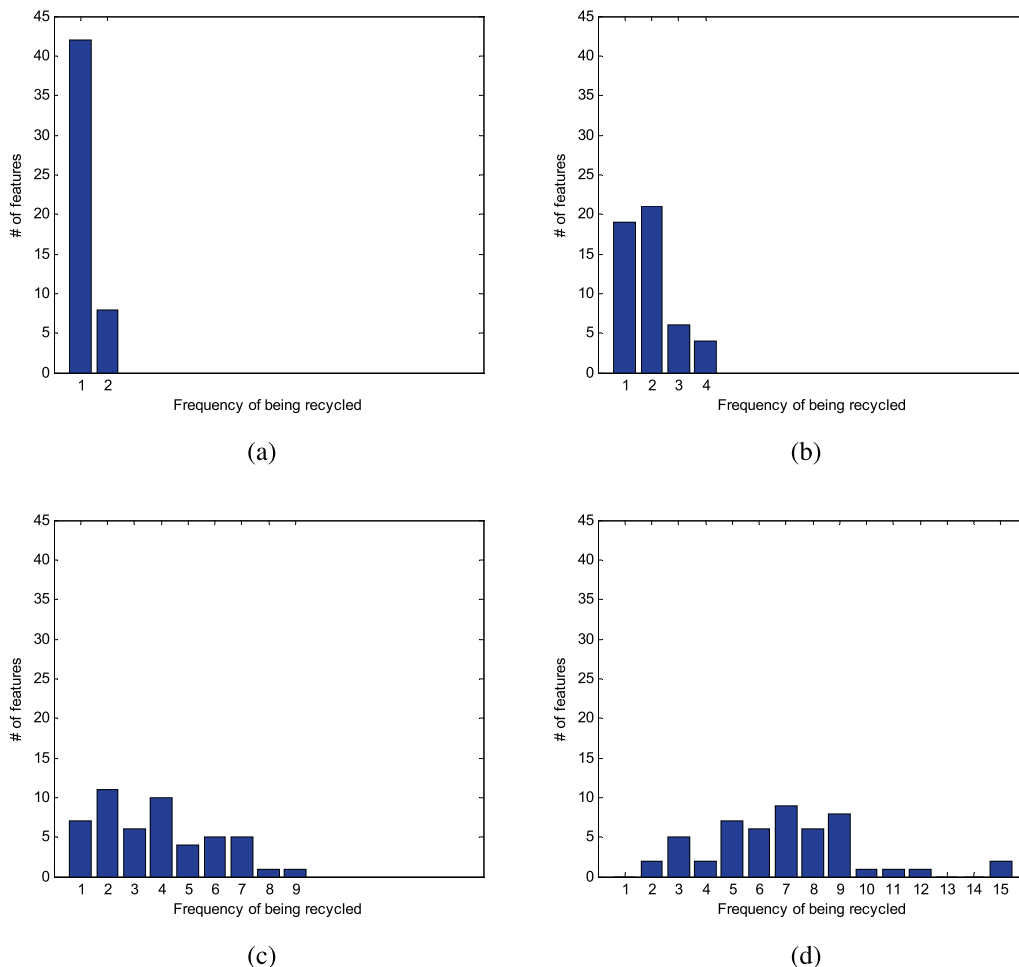 45
40
35
30
25
20
15
10
5
0
# of features
1 2
Frequency of being recycled
(a)
45
40
35
30
25
20
15
10
5
0
# of features
1 2 3 4
Frequency of being recycled
(b)
45
40
35
30
25
20
15
10
5
0
# of features
1 2 3 4 5 6 7 8 9
Frequency of being recycled
(c)
45
40
35
30
25
20
15
10
5
0
# of features
1 2 3 4 5 6 7 8 9 10 11 12 13 14 15
Frequency of being recycled
(d)